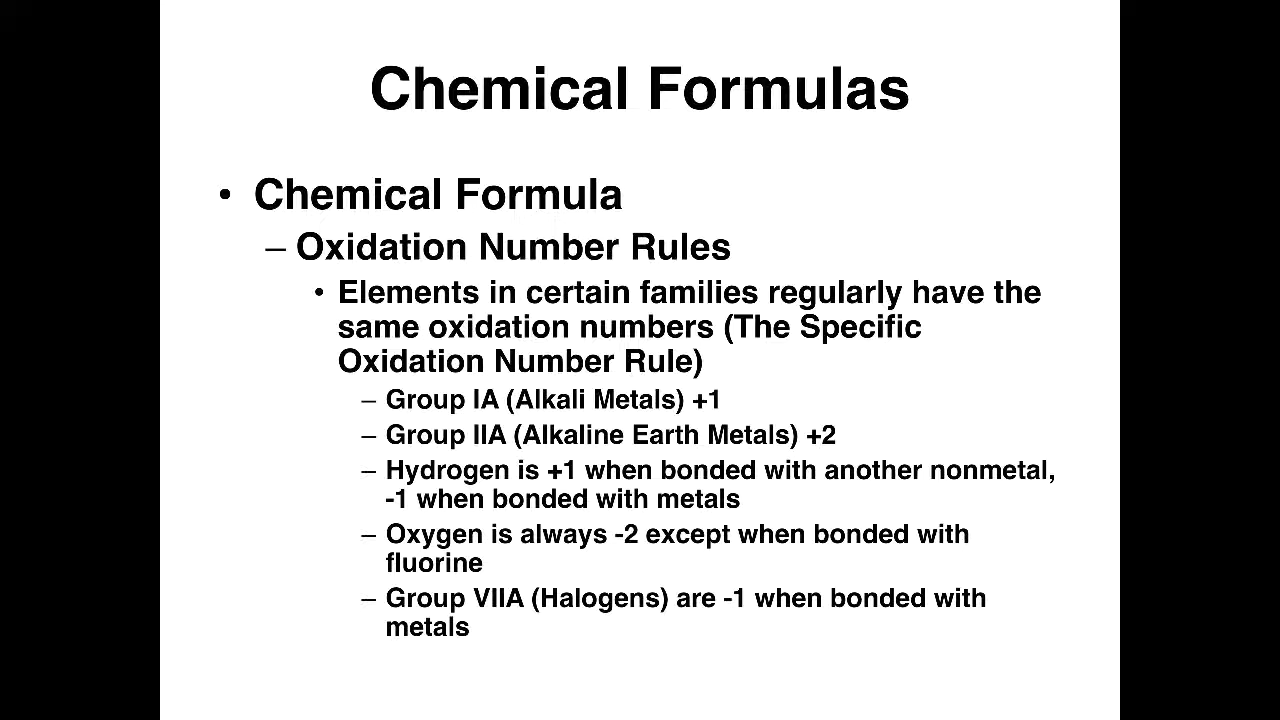 Chemical Formulas
• Chemical Formula
– Oxidation Number Rules
• Elements in certain families regularly have the
same oxidation numbers (The Specific
Oxidation Number Rule)
– Group IA (Alkali Metals) +1
– Group IIA (Alkaline Earth Metals) +2
– Hydrogen is +1 when bonded with another nonmetal,
-1 when bonded with metals
– Oxygen is always -2 except when bonded with
fluorine
– Group VIIA (Halogens) are -1 when bonded with
metals